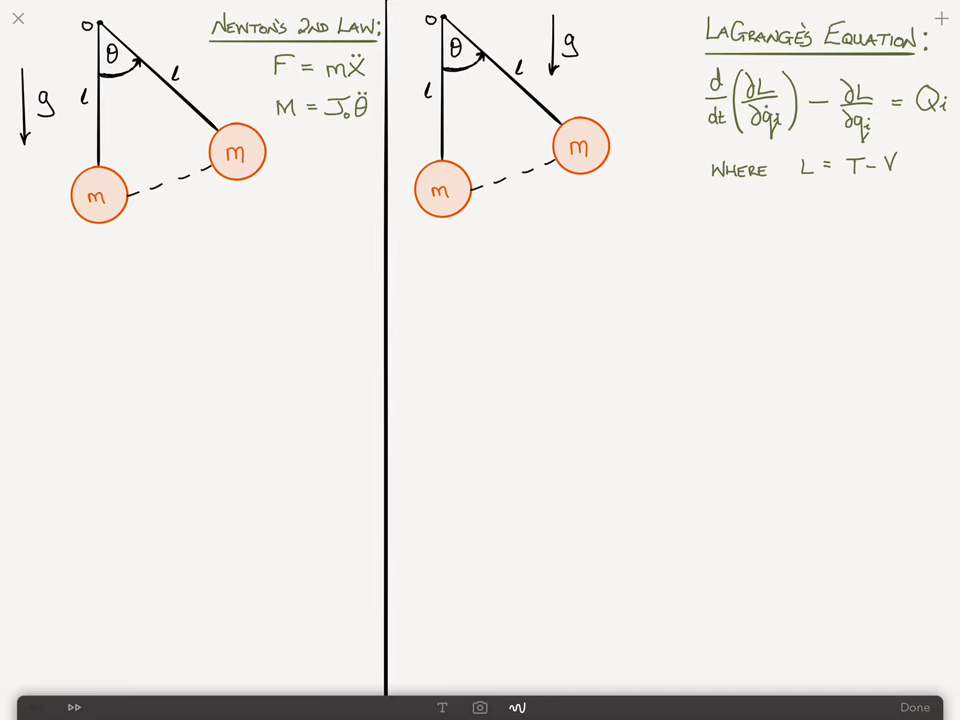 O
θ
l
l
g
m
m
NEWTON'S 2ND LAW:
F = mẍ
M = J₀θ̈
O
θ
l
l
g
m
m
LAGRANGE'S EQUATION:
d/dt (∂L/∂q̇ᵢ) − ∂L/∂qᵢ = Qᵢ
WHERE L = T − V
T
Done